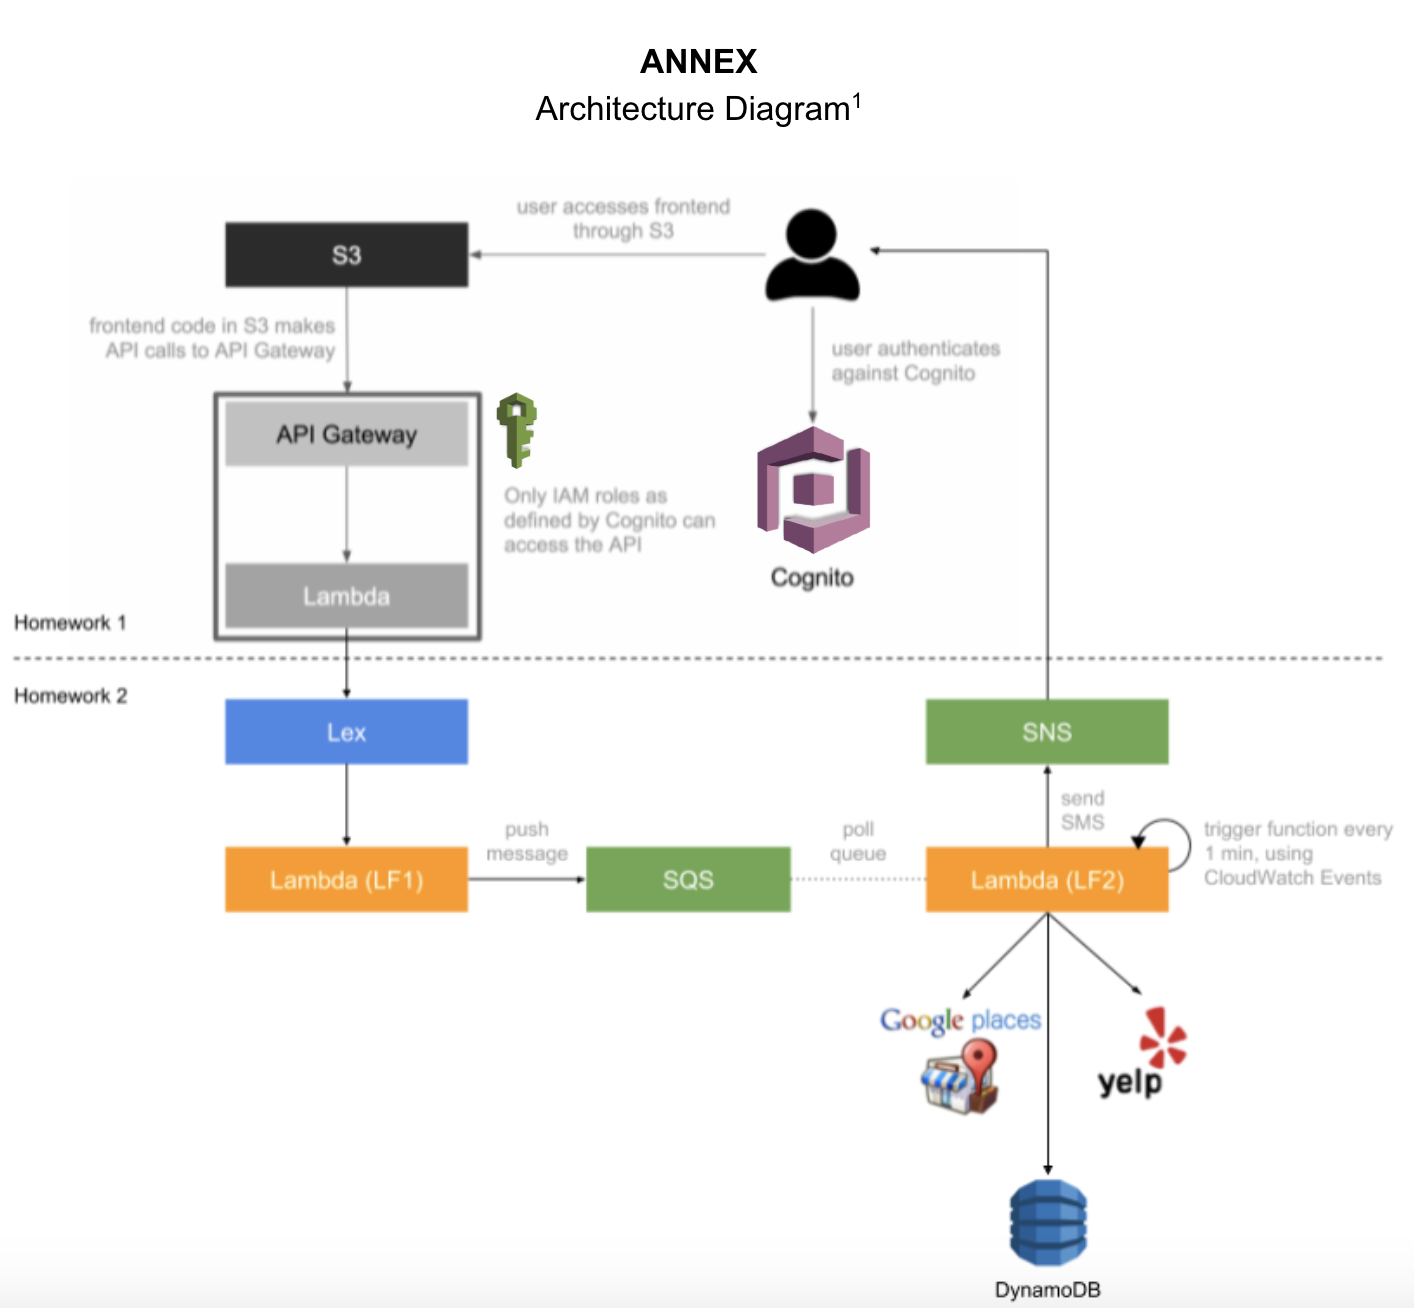 ANNEX
Architecture Diagram1
user accesses frontend
through S3
S3
frontend code in S3 makes
API calls to API Gateway
user authenticates
against Cognito
API Gateway
Only IAM roles as
defined by Cognito can
access the API
Lambda
Cognito
Homework 1
Homework 2
Lex
SNS
send
SMS
push
message
poll
queue
trigger function every
1 min, using
CloudWatch Events
Lambda (LF1)
SQS
Lambda (LF2)
Google places
yelp
DynamoDB